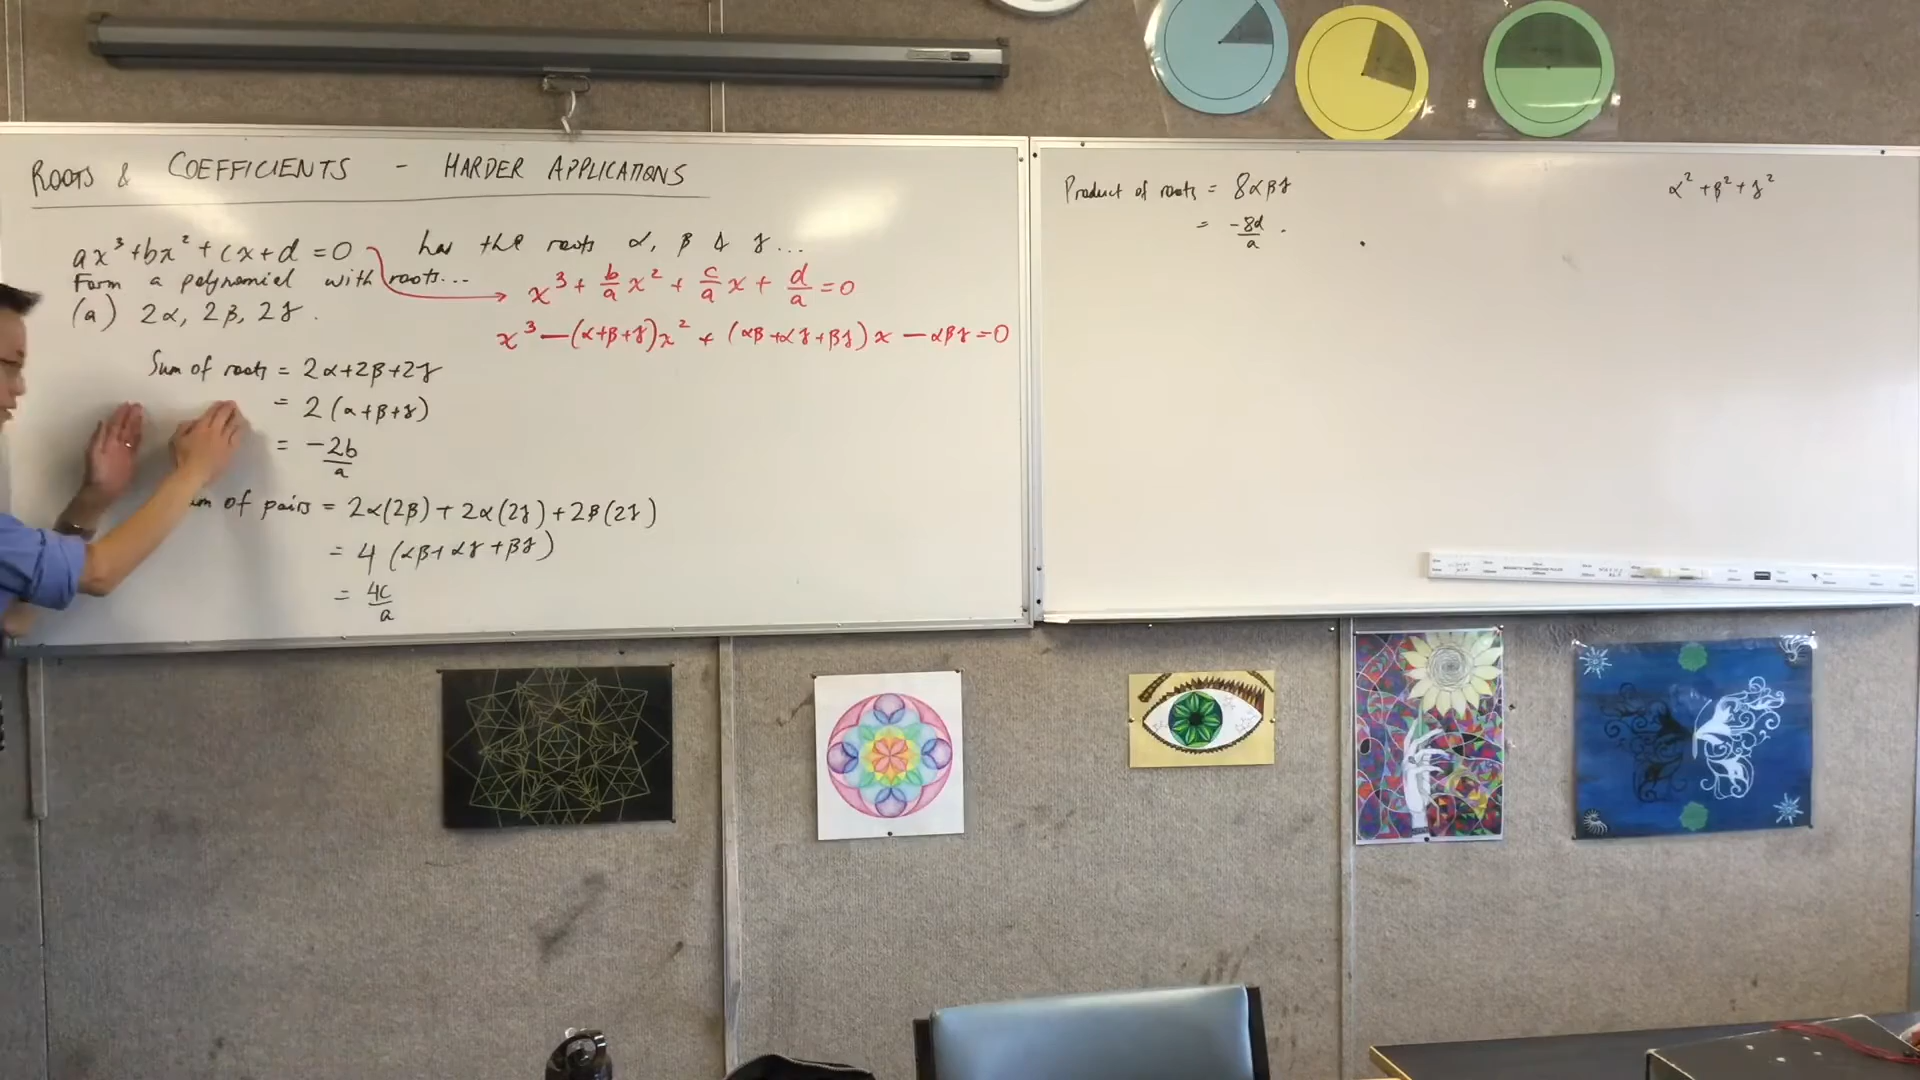 ROOTS & COEFFICIENTS - HARDER APPLICATIONS
ax³+bx²+cx+d=0 has the roots α, β & γ...
Form a polynomial with roots...
x³ + b/a x² + c/a x + d/a = 0
(a) 2α, 2β, 2γ.
x³ - (α+β+γ)x² + (αβ+αγ+βγ)x - αβγ = 0
Sum of roots = 2α+2β+2γ
= 2(α+β+γ)
= -2b/a
um of pairs = 2α(2β) + 2α(2γ) + 2β(2γ)
= 4(αβ+αγ+βγ)
= 4c/a
Product of roots = 8αβγ
= -8d/a.
α²+β²+γ²